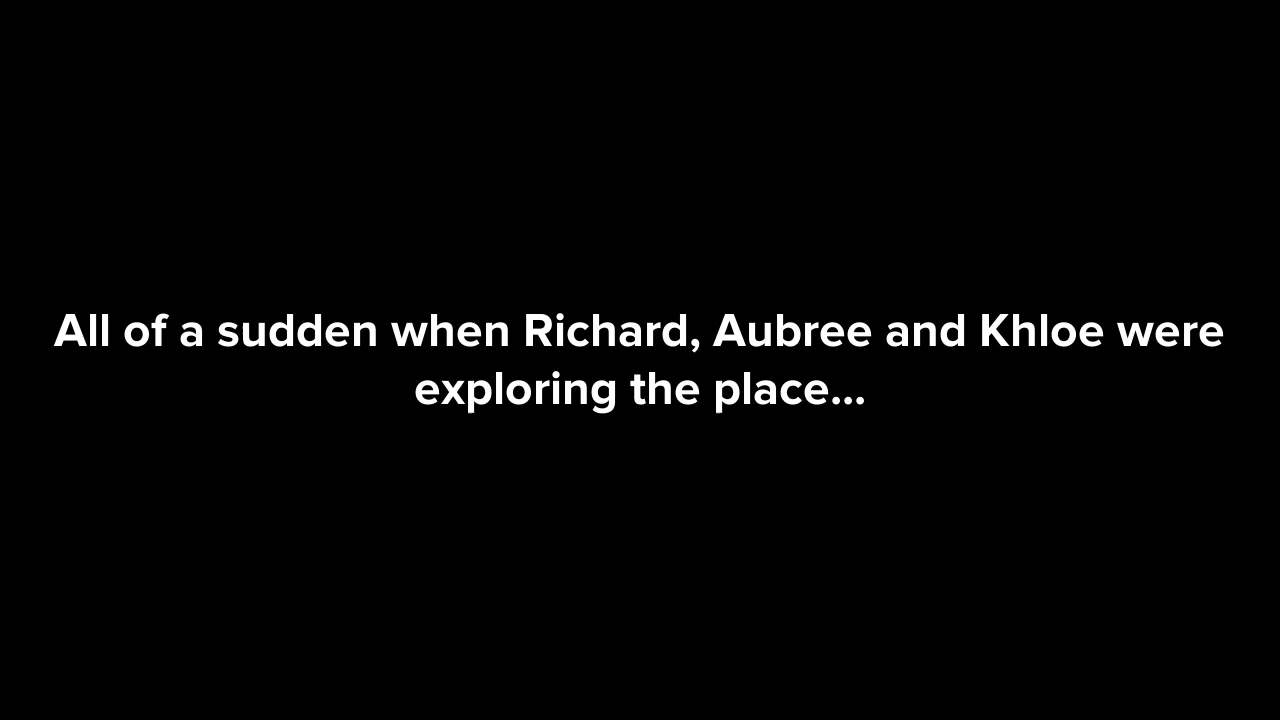 All of a sudden when Richard, Aubree and Khloe were
exploring the place...